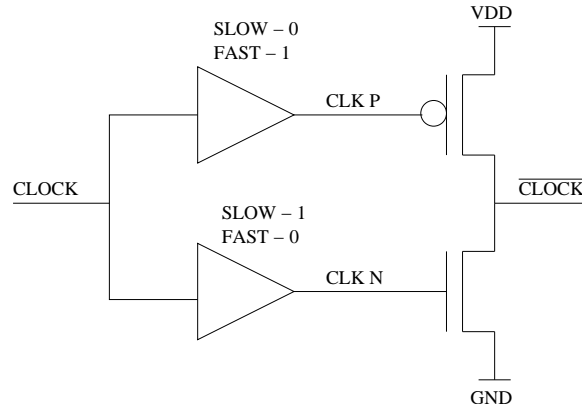 SLOW – 0
FAST – 1
VDD
CLK P
CLOCK
CLOCK
SLOW – 1
FAST – 0
CLK N
GND